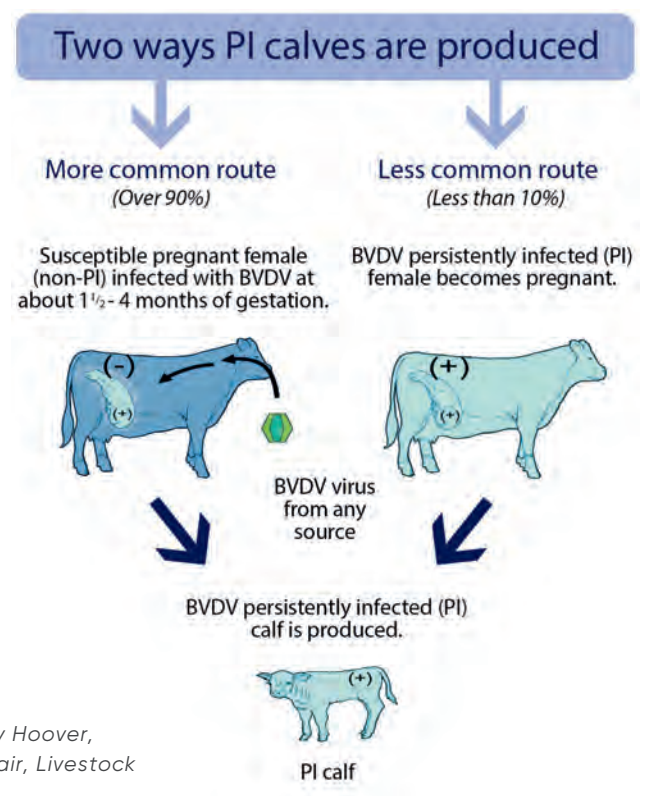 Two ways PI calves are produced
More common route
(Over 90%)
Susceptible pregnant female
(non-PI) infected with BVDV at
about 1 1/2 - 4 months of gestation.
Less common route
(Less than 10%)
BVDV persistently infected (PI)
female becomes pregnant.
(-)
(+)
(+)
(+)
BVDV virus
from any
source
BVDV persistently infected (PI)
calf is produced.
(+)
PI calf
Hoover,
Livestock